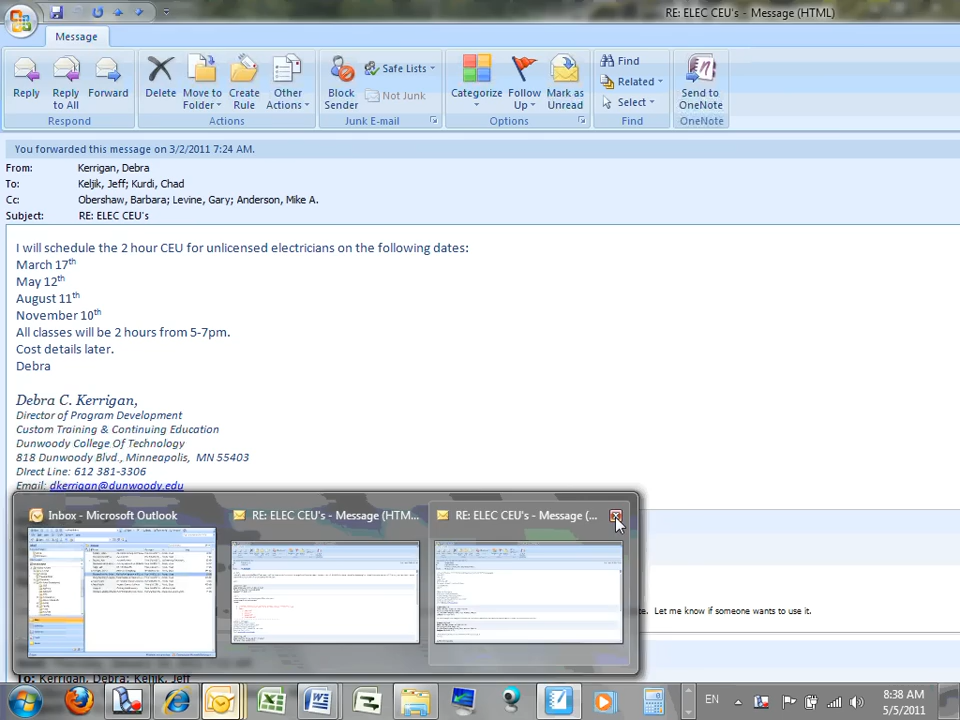 RE: ELEC CEU's - Message (HTML)
Message
Reply
Reply to All
Forward
Delete
Move to Folder
Create Rule
Other Actions
Block Sender
Safe Lists
Not Junk
Categorize
Follow Up
Mark as Unread
Find
Related
Select
Send to OneNote
Respond
Actions
Junk E-mail
Options
Find
OneNote
You forwarded this message on 3/2/2011 7:24 AM.
From: Kerrigan, Debra
To: Keljik, Jeff; Kurdi, Chad
Cc: Obershaw, Barbara; Levine, Gary; Anderson, Mike A.
Subject: RE: ELEC CEU's
I will schedule the 2 hour CEU for unlicensed electricians on the following dates:
March 17th
May 12th
August 11th
November 10th
All classes will be 2 hours from 5-7pm.
Cost details later.
Debra
Debra C. Kerrigan,
Director of Program Development
Custom Training & Continuing Education
Dunwoody College Of Technology
818 Dunwoody Blvd., Minneapolis, MN 55403
DIrect Line: 612 381-3306
Email: dkerrigan@dunwoody.edu
Inbox - Microsoft Outlook
RE: ELEC CEU's - Message (HTM...
RE: ELEC CEU's - Message (...
Let me know if someone wants to use it.
To: Kerrigan, Debra; Keljik, Jeff
EN
8:38 AM
5/5/2011